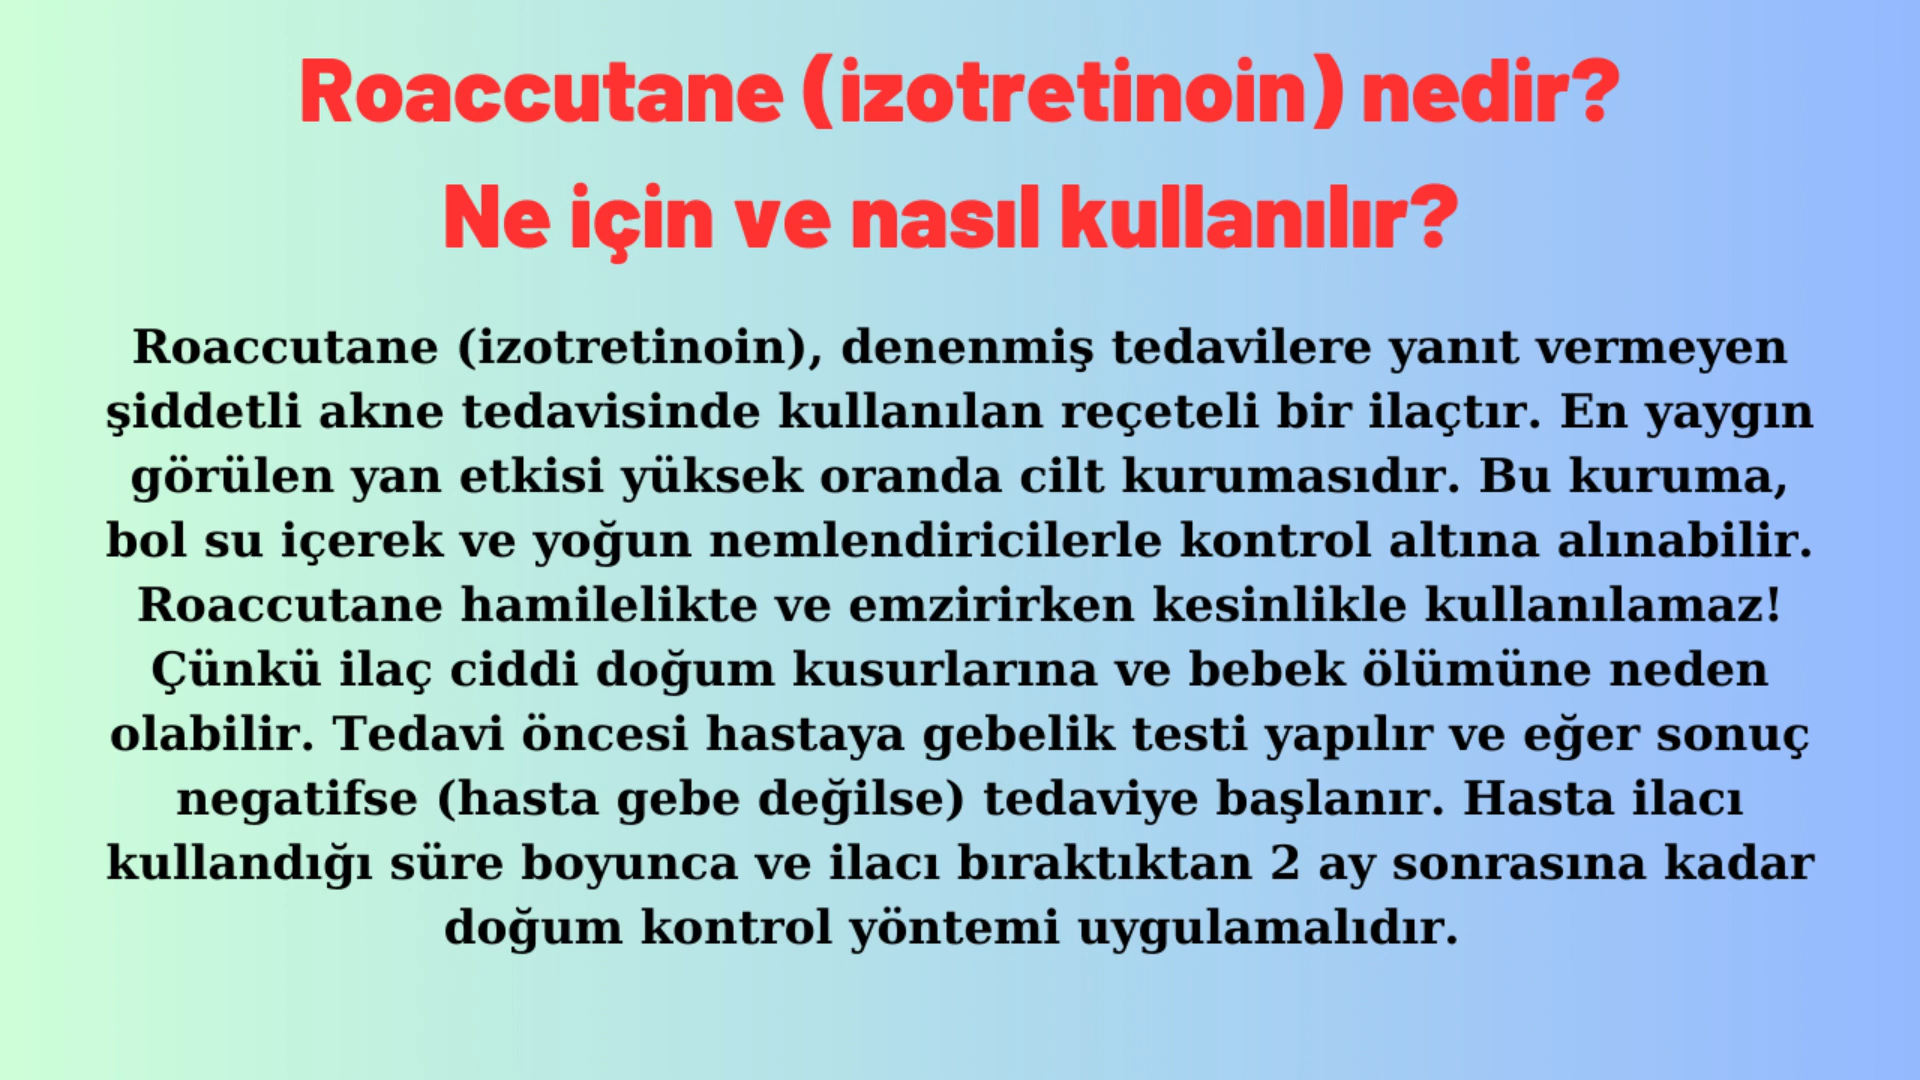 Roaccutane (izotretinoin) nedir?
Ne için ve nasıl kullanılır?
Roaccutane (izotretinoin), denenmiş tedavilere yanıt vermeyen
şiddetli akne tedavisinde kullanılan reçeteli bir ilaçtır. En yaygın
görülen yan etkisi yüksek oranda cilt kurumasıdır. Bu kuruma,
bol su içerek ve yoğun nemlendiricilerle kontrol altına alınabilir.
Roaccutane hamilelikte ve emzirirken kesinlikle kullanılamaz!
Çünkü ilaç ciddi doğum kusurlarına ve bebek ölümüne neden
olabilir. Tedavi öncesi hastaya gebelik testi yapılır ve eğer sonuç
negatifse (hasta gebe değilse) tedaviye başlanır. Hasta ilacı
kullandığı süre boyunca ve ilacı bıraktıktan 2 ay sonrasına kadar
doğum kontrol yöntemi uygulamalıdır.